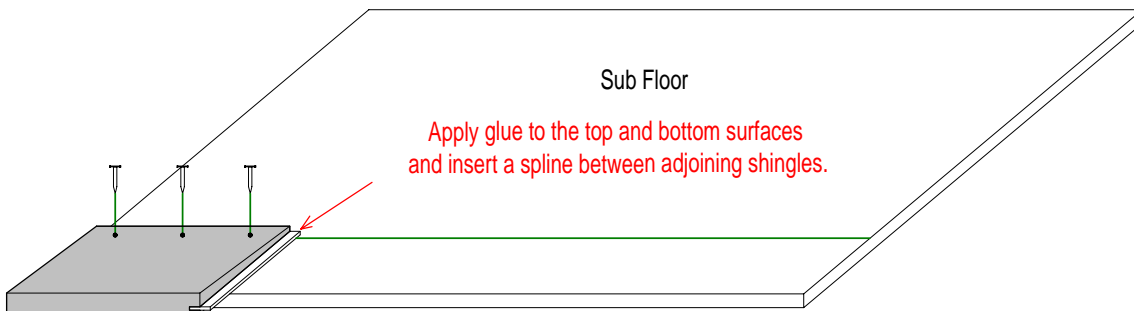 Sub Floor
Apply glue to the top and bottom surfaces
and insert a spline between adjoining shingles.